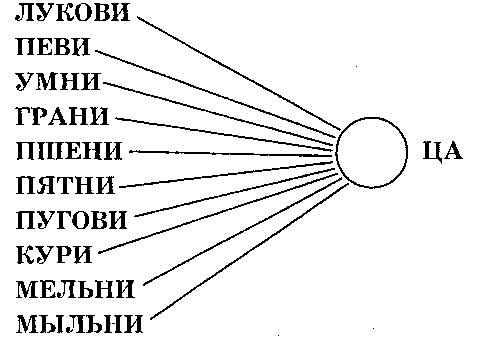 ЛУКОВИ
ПЕВИ
УМНИ
ГРАНИ
ПШЕНИ
ЦА
ПЯТНИ
ПУГОВИ
КУРИ
МЕЛЬНИ
МЫЛЬНИ